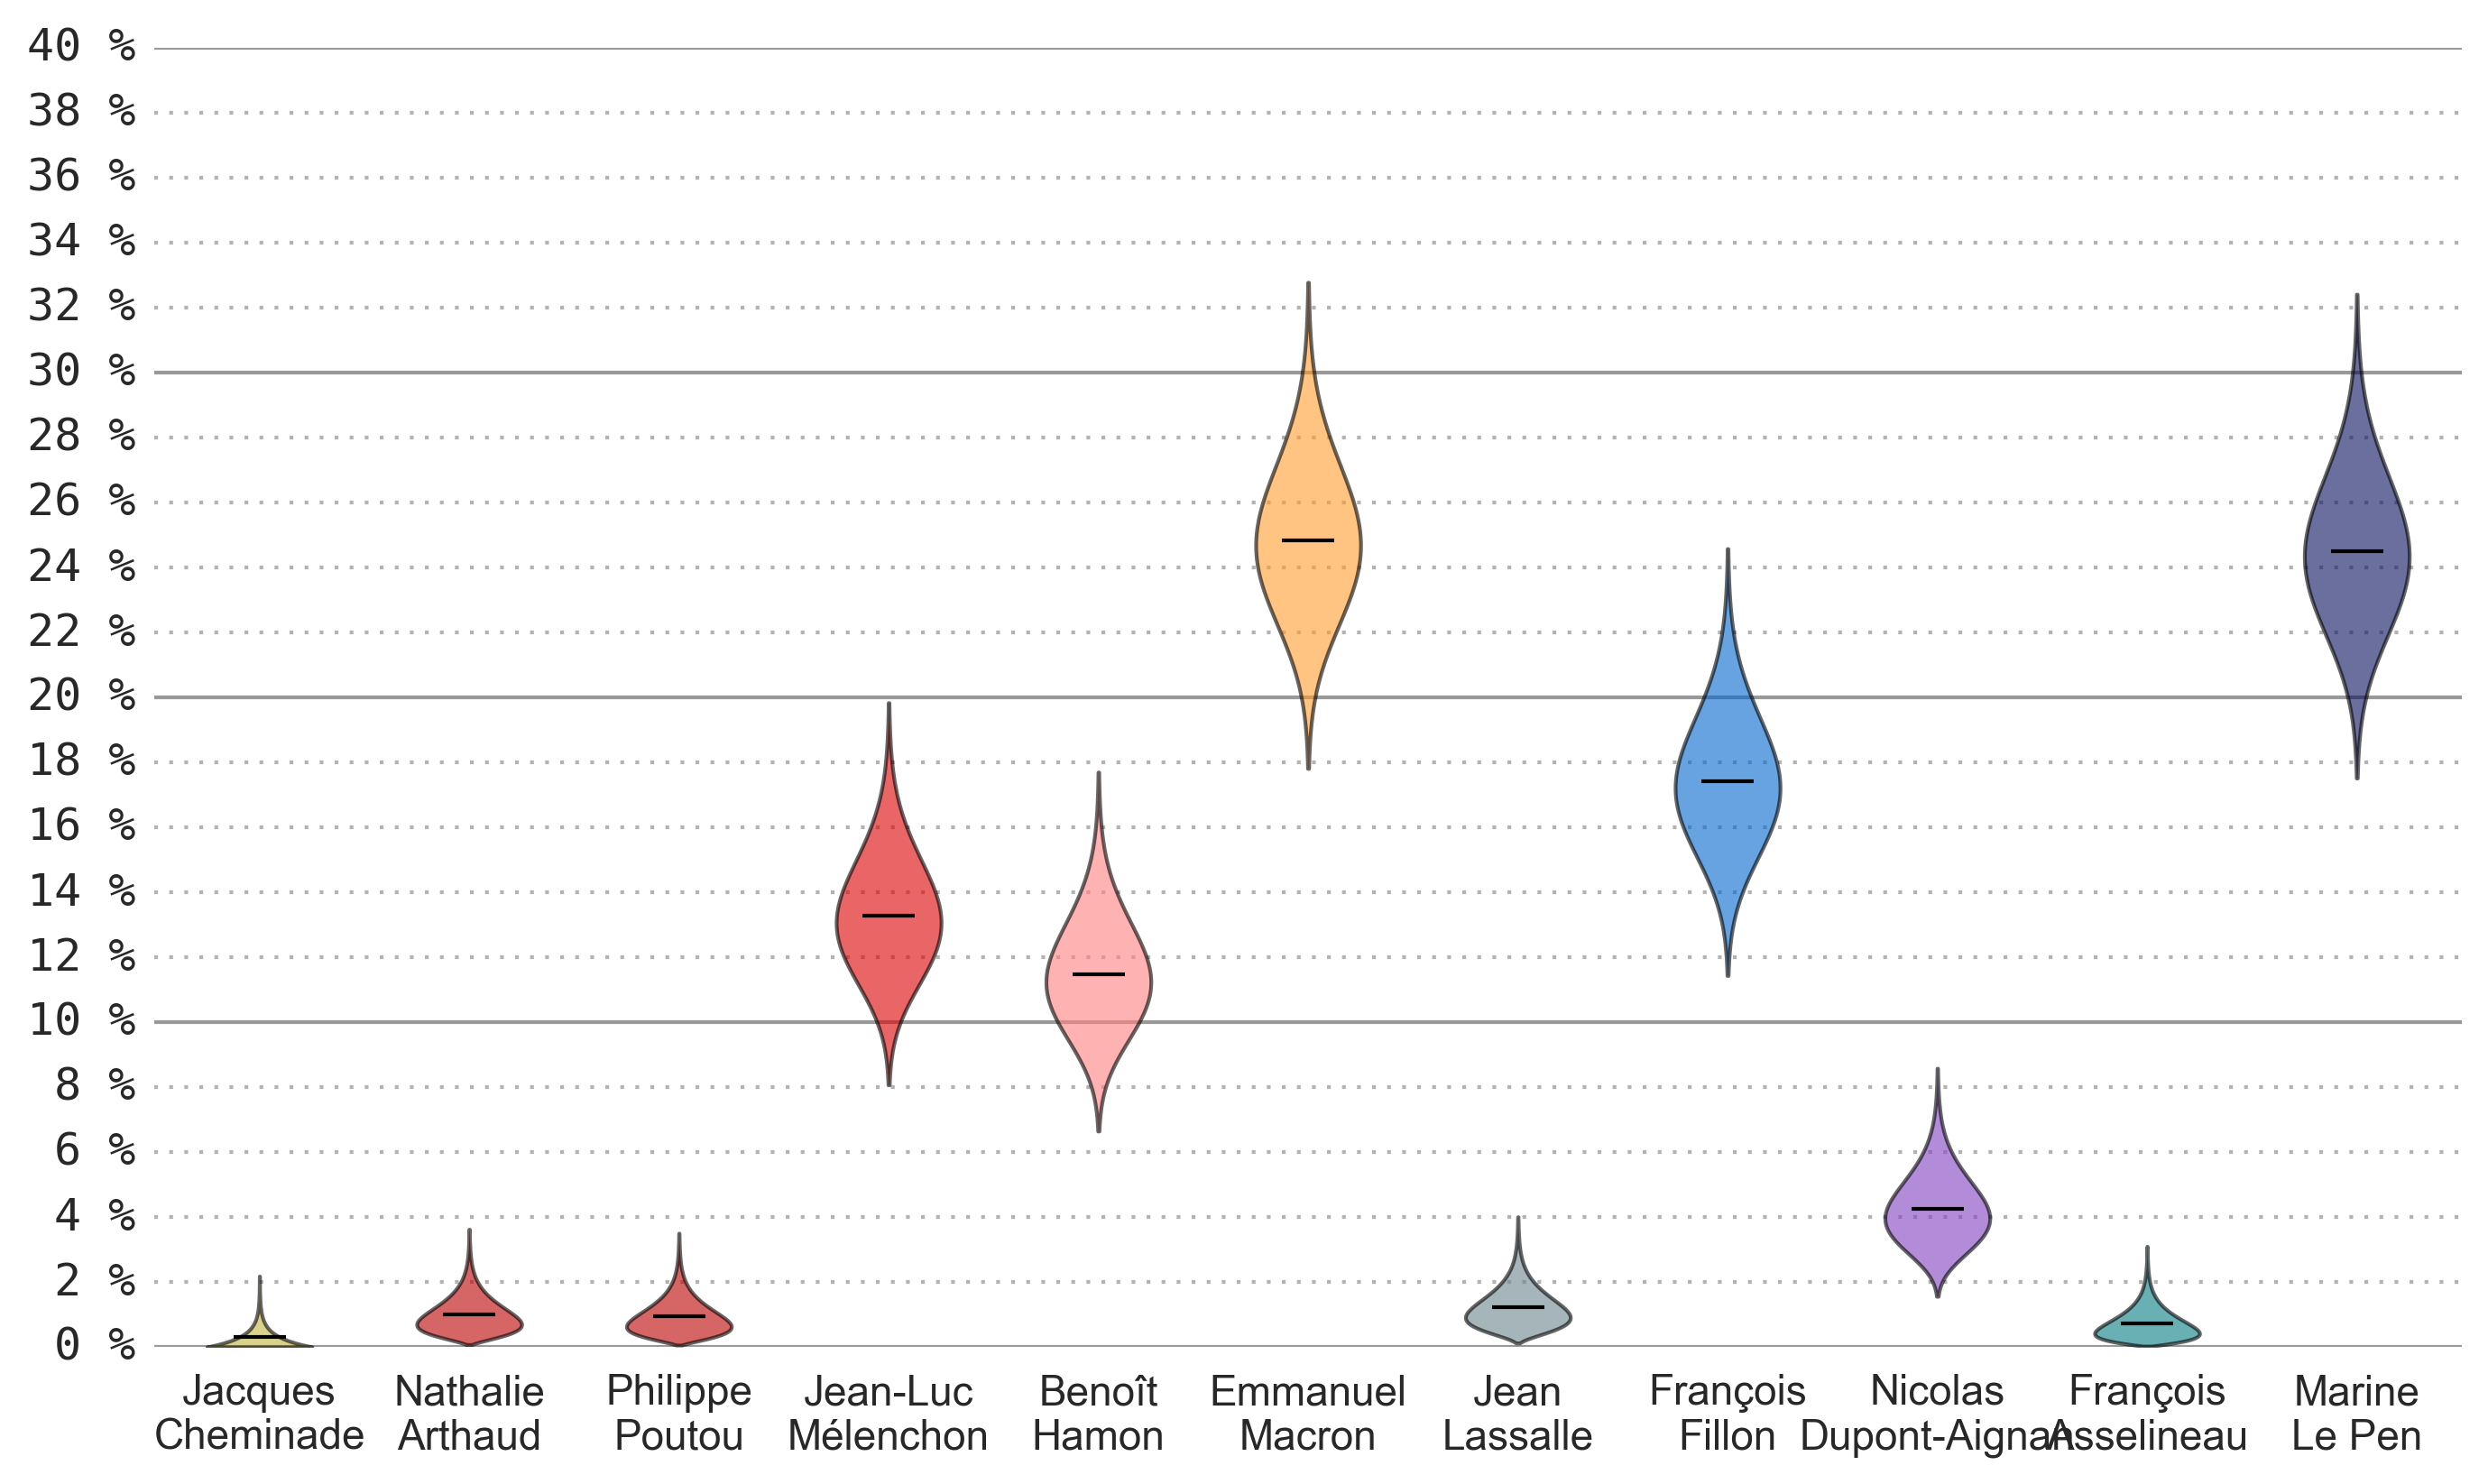 40 %
38 %
36 %
34 %
32 %
30 %
28 %
26 %
24 %
22 %
20 %
18 %
16 %
14 %
12 %
10 %
8 %
6 %
4 %
2 %
0 %
Jacques
Cheminade
Nathalie
Arthaud
Philippe
Poutou
Jean-Luc
Mélenchon
Benoît
Hamon
Emmanuel
Macron
Jean
Lassalle
François
Fillon
Nicolas
Dupont-Aignan
François
Asselineau
Marine
Le Pen